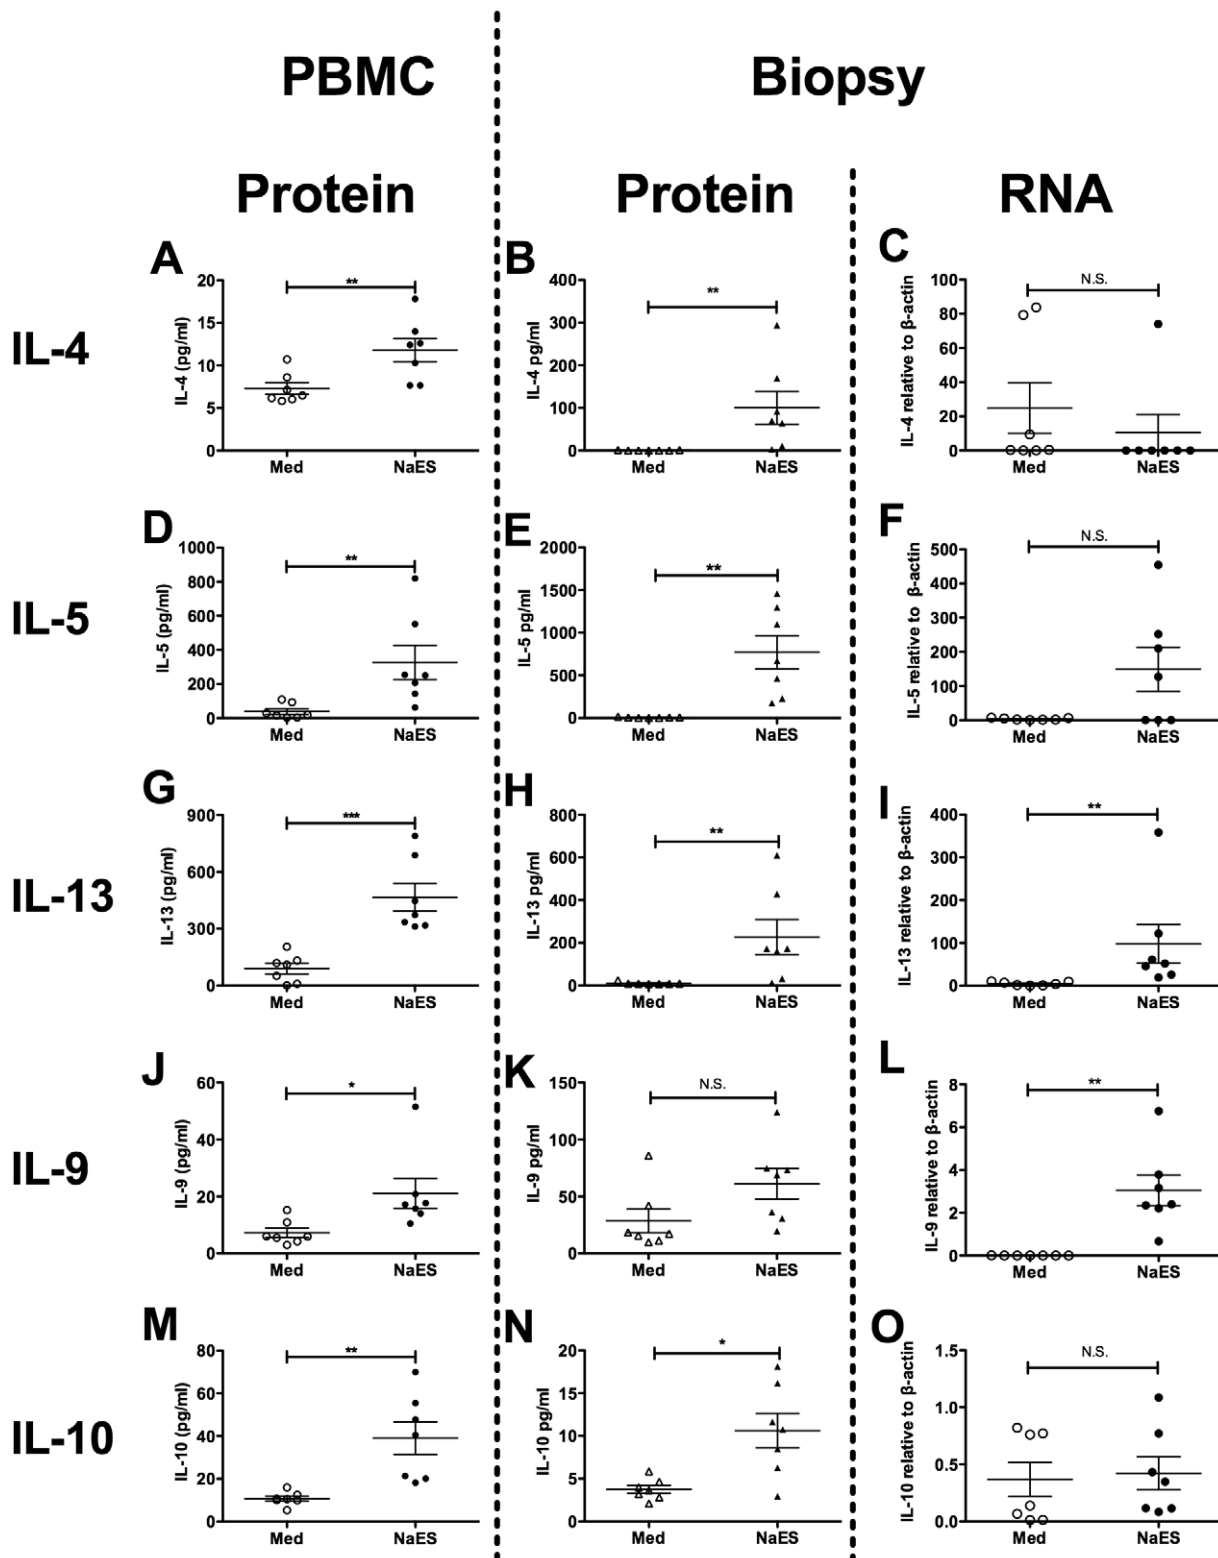 PBMC
Biopsy
Protein
Protein
RNA
IL-4
A
IL-4 (pg/ml)
20
15
10
5
0
**
Med
NaES
B
IL-4 pg/ml
400
300
200
100
0
**
Med
NaES
C
IL-4 relative to β-actin
100
80
60
40
20
0
N.S.
Med
NaES
IL-5
D
IL-5 (pg/ml)
1000
800
600
400
200
0
**
Med
NaES
E
IL-5 pg/ml
2000
1500
1000
500
0
**
Med
NaES
F
IL-5 relative to β-actin
500
400
300
200
100
0
N.S.
Med
NaES
IL-13
G
IL-13 (pg/ml)
900
600
300
0
***
Med
NaES
H
IL-13 pg/ml
800
600
400
200
0
**
Med
NaES
I
IL-13 relative to β-actin
400
300
200
100
0
**
Med
NaES
IL-9
J
IL-9 (pg/ml)
60
40
20
0
*
Med
NaES
K
IL-9 pg/ml
150
100
50
0
N.S.
Med
NaES
L
IL-9 relative to β-actin
8
6
4
2
0
**
Med
NaES
IL-10
M
IL-10 (pg/ml)
80
60
40
20
0
**
Med
NaES
N
IL-10 pg/ml
20
15
10
5
0
*
Med
NaES
O
IL-10 relative to β-actin
1.5
1.0
0.5
0.0
N.S.
Med
NaES